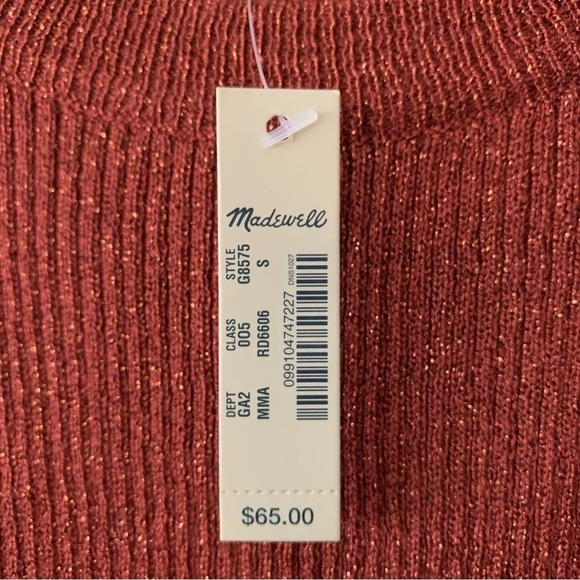 Madewell
DEPT CLASS STYLE
GA2 005 G8575
MMA RD6606 S
DNS1027
099104747227
$65.00